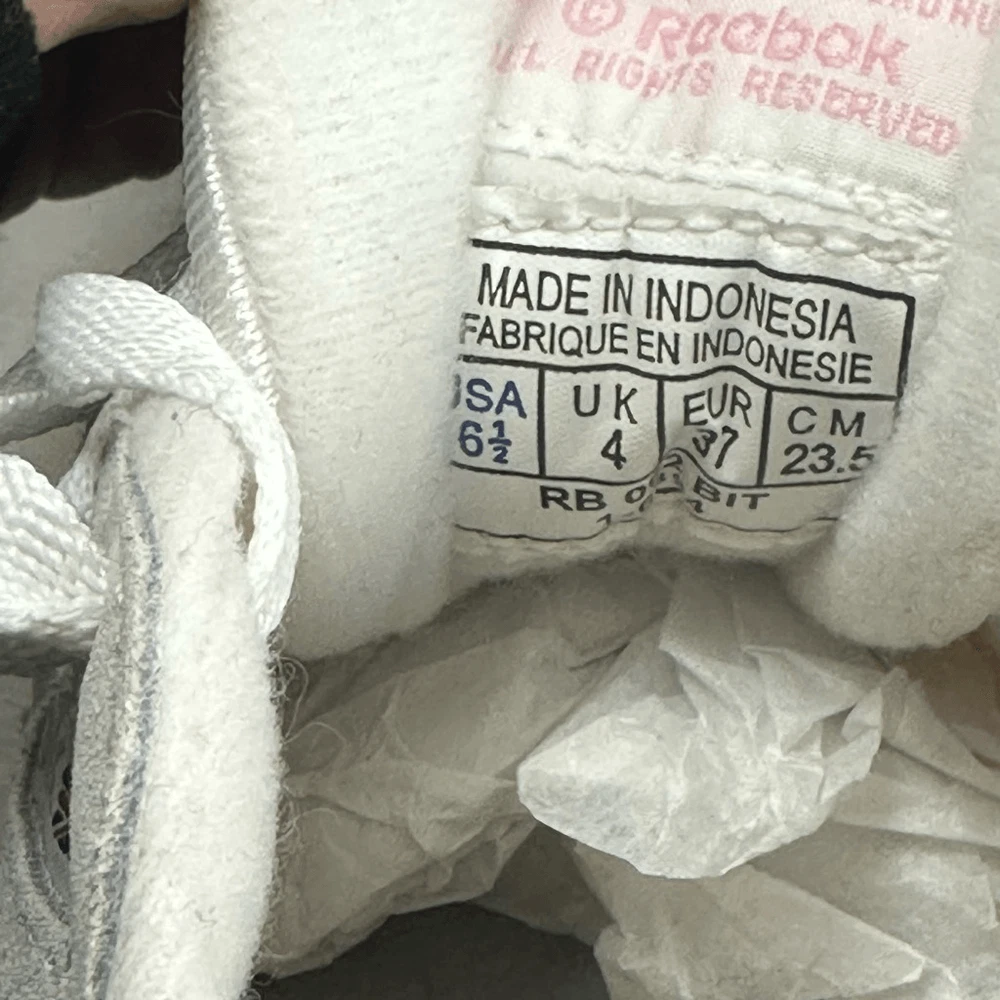 © Reebok
RIGHTS RESERVED
MADE IN INDONESIA
FABRIQUE EN INDONESIE
USA UK EUR CM
6½ 4 37 23.5
RB